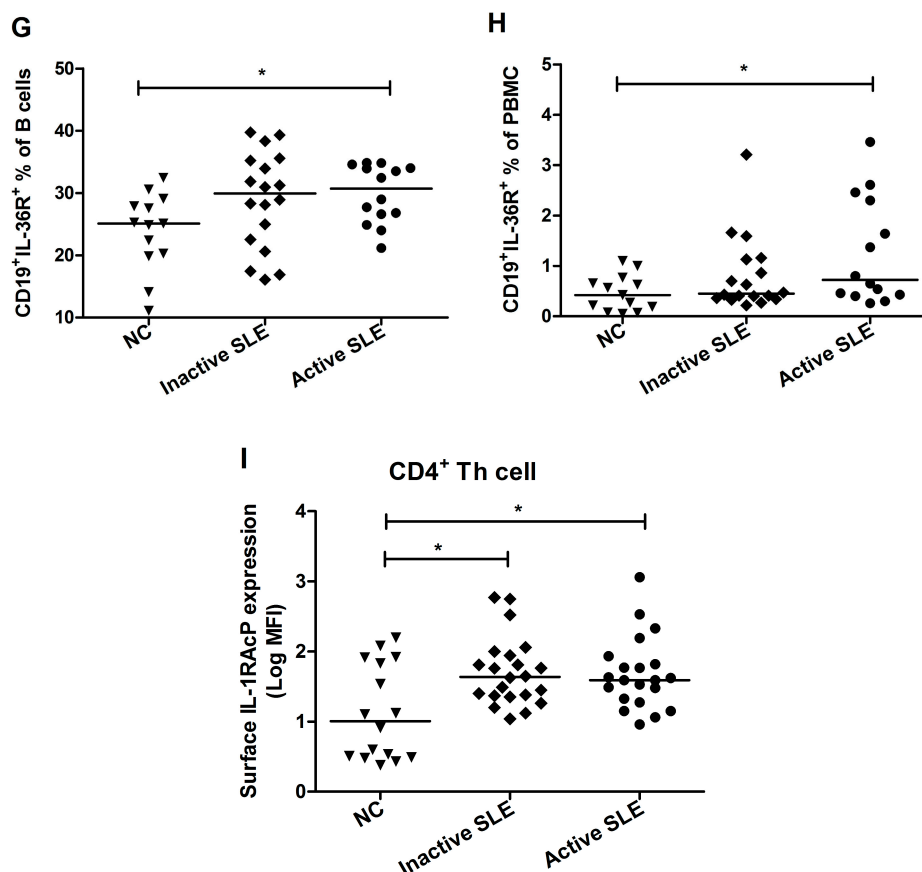 G
CD19⁺IL-36R⁺ % of B cells
50
40
30
20
10
*
NC
Inactive SLE
Active SLE
H
CD19⁺IL-36R⁺ % of PBMC
5
4
3
2
1
0
*
NC
Inactive SLE
Active SLE
I
CD4⁺ Th cell
Surface IL-1RAcP expression
(Log MFI)
4
3
2
1
0
*
*
NC
Inactive SLE
Active SLE